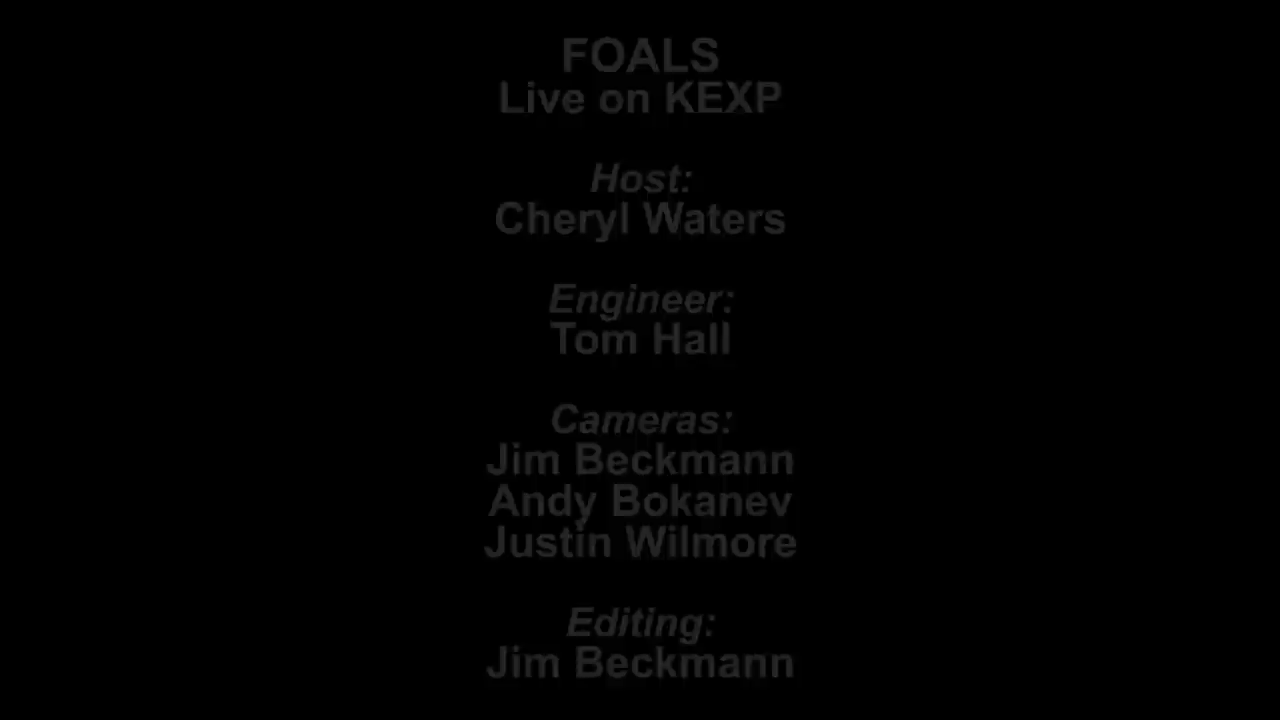 FOALS
Live on KEXP
Host:
Cheryl Waters
Engineer:
Tom Hall
Cameras:
Jim Beckmann
Andy Bokanev
Justin Wilmore
Editing:
Jim Beckmann